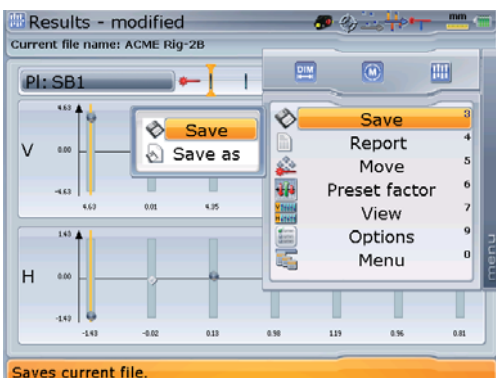 Results - modified
mm
Current file name: ACME Rig-2B
DIM
M
Pl: SB1
Save
Save as
Save 3
Report 4
Move 5
Preset factor 6
View 7
Options 9
Menu 0
menu
4.63
V 0.00
-4.63
4.63 0.01 4.35
1.43
H 0.00
-1.43
-1.43 -0.02 0.13 0.98 1.19 0.96 0.81
Saves current file.